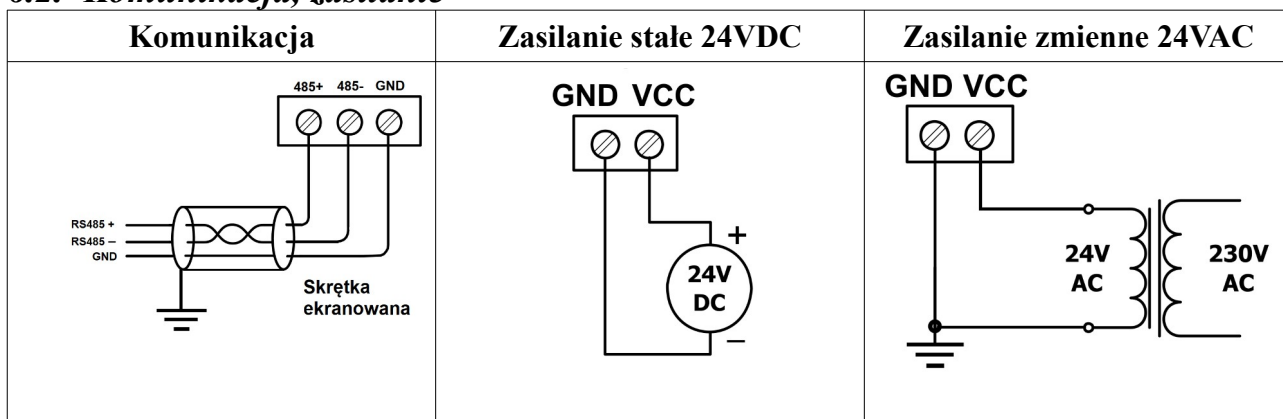 Komunikacja
Zasilanie stałe 24VDC
Zasilanie zmienne 24VAC
485+ 485- GND
RS485 +
RS485 –
GND
Skrętka
ekranowana
GND VCC
+
24V
DC
–
GND VCC
24V
AC
230V
AC